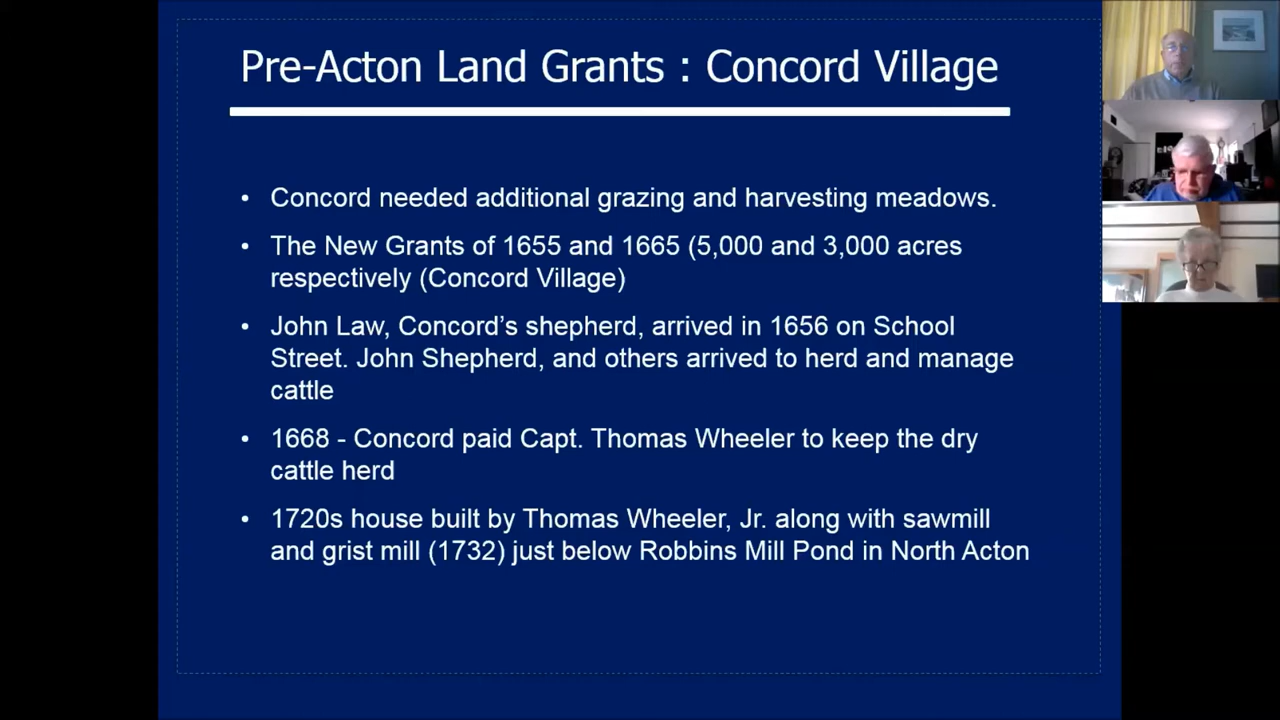 Pre-Acton Land Grants : Concord Village
• Concord needed additional grazing and harvesting meadows.
• The New Grants of 1655 and 1665 (5,000 and 3,000 acres
respectively (Concord Village)
• John Law, Concord's shepherd, arrived in 1656 on School
Street. John Shepherd, and others arrived to herd and manage
cattle
• 1668 - Concord paid Capt. Thomas Wheeler to keep the dry
cattle herd
• 1720s house built by Thomas Wheeler, Jr. along with sawmill
and grist mill (1732) just below Robbins Mill Pond in North Acton